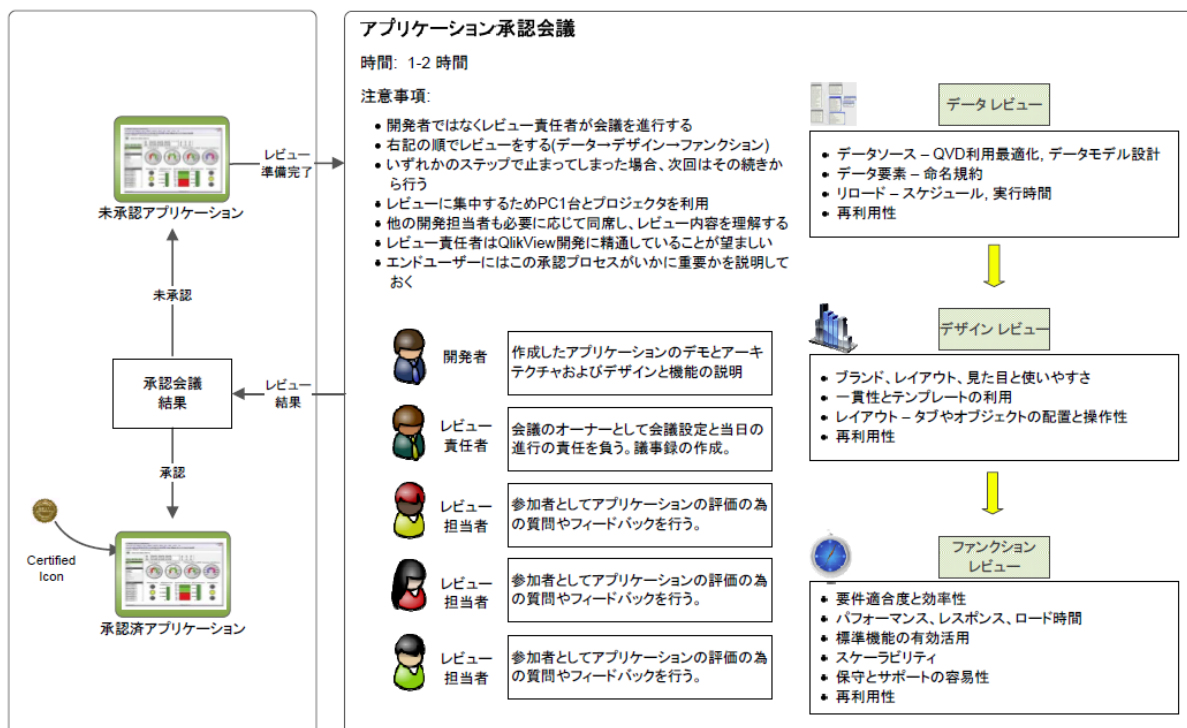 アプリケーション承認会議
時間: 1-2 時間
注意事項:
● 開発者ではなくレビュー責任者が会議を進行する
● 右記の順でレビューをする(データ→デザイン→ファンクション)
● いずれかのステップで止まってしまった場合、次回はその続きか
ら行う
● レビューに集中するためPC1台とプロジェクタを利用
● 他の開発担当者も必要に応じて同席し、レビュー内容を理解する
● レビュー責任者はQlikView開発に精通していることが望ましい
● エンドユーザーにはこの承認プロセスがいかに重要かを説明して
おく
レビュー
準備完了
未承認アプリケーション
未承認
承認会議
結果
レビュー
結果
承認
Certified
Icon
承認済アプリケーション
開発者
作成したアプリケーションのデモとアーキ
テクチャおよびデザインと機能の説明
レビュー
責任者
会議のオーナーとして会議設定と当日の
進行の責任を負う。議事録の作成。
レビュー
担当者
参加者としてアプリケーションの評価の為
の質問やフィードバックを行う。
レビュー
担当者
参加者としてアプリケーションの評価の為
の質問やフィードバックを行う。
レビュー
担当者
参加者としてアプリケーションの評価の為
の質問やフィードバックを行う。
データ レビュー
● データソース – QVD利用最適化, データモデル設計
● データ要素 – 命名規約
● リロード – スケジュール, 実行時間
● 再利用性
デザイン レビュー
● ブランド、レイアウト、見た目と使いやすさ
● 一貫性とテンプレートの利用
● レイアウト – タブやオブジェクトの配置と操作性
● 再利用性
ファンクション
レビュー
● 要件適合度と効率性
● パフォーマンス、レスポンス、ロード時間
● 標準機能の有効活用
● スケーラビリティ
● 保守とサポートの容易性
● 再利用性